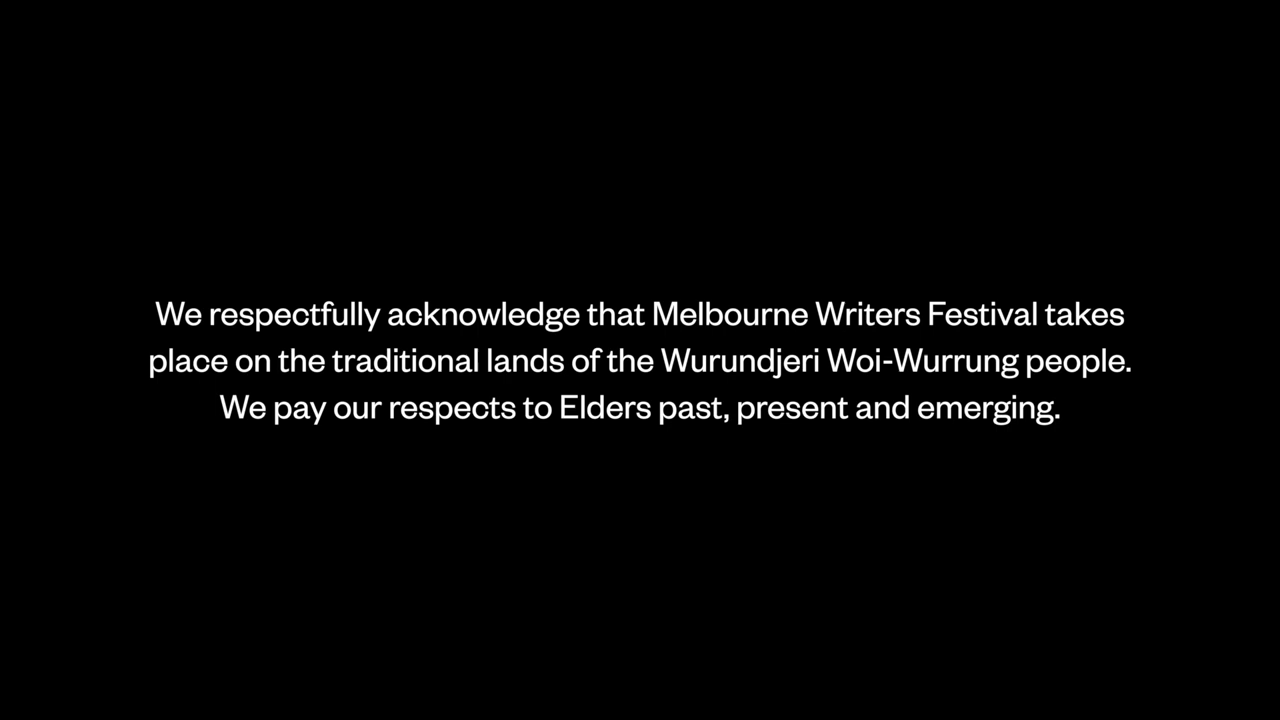 We respectfully acknowledge that Melbourne Writers Festival takes
place on the traditional lands of the Wurundjeri Woi-Wurrung people.
We pay our respects to Elders past, present and emerging.